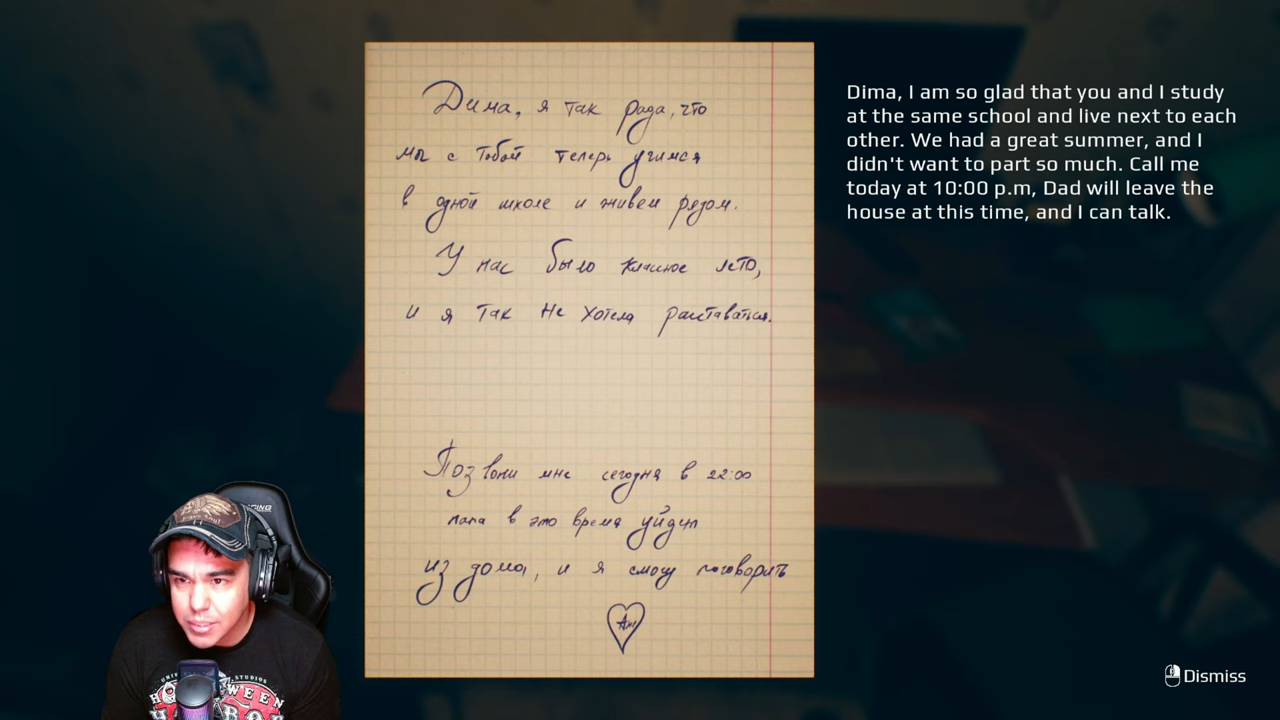 Дима, я так рада, что
мы с тобой теперь учимся
в одной школе и живем рядом.
У нас было классное лето,
и я так не хотела расставаться.
Позвони мне сегодня в 22:00
папа в это время уйдет
из дома, и я смогу поговорить
Dima, I am so glad that you and I study
at the same school and live next to each
other. We had a great summer, and I
didn't want to part so much. Call me
today at 10:00 p.m, Dad will leave the
house at this time, and I can talk.
Dismiss